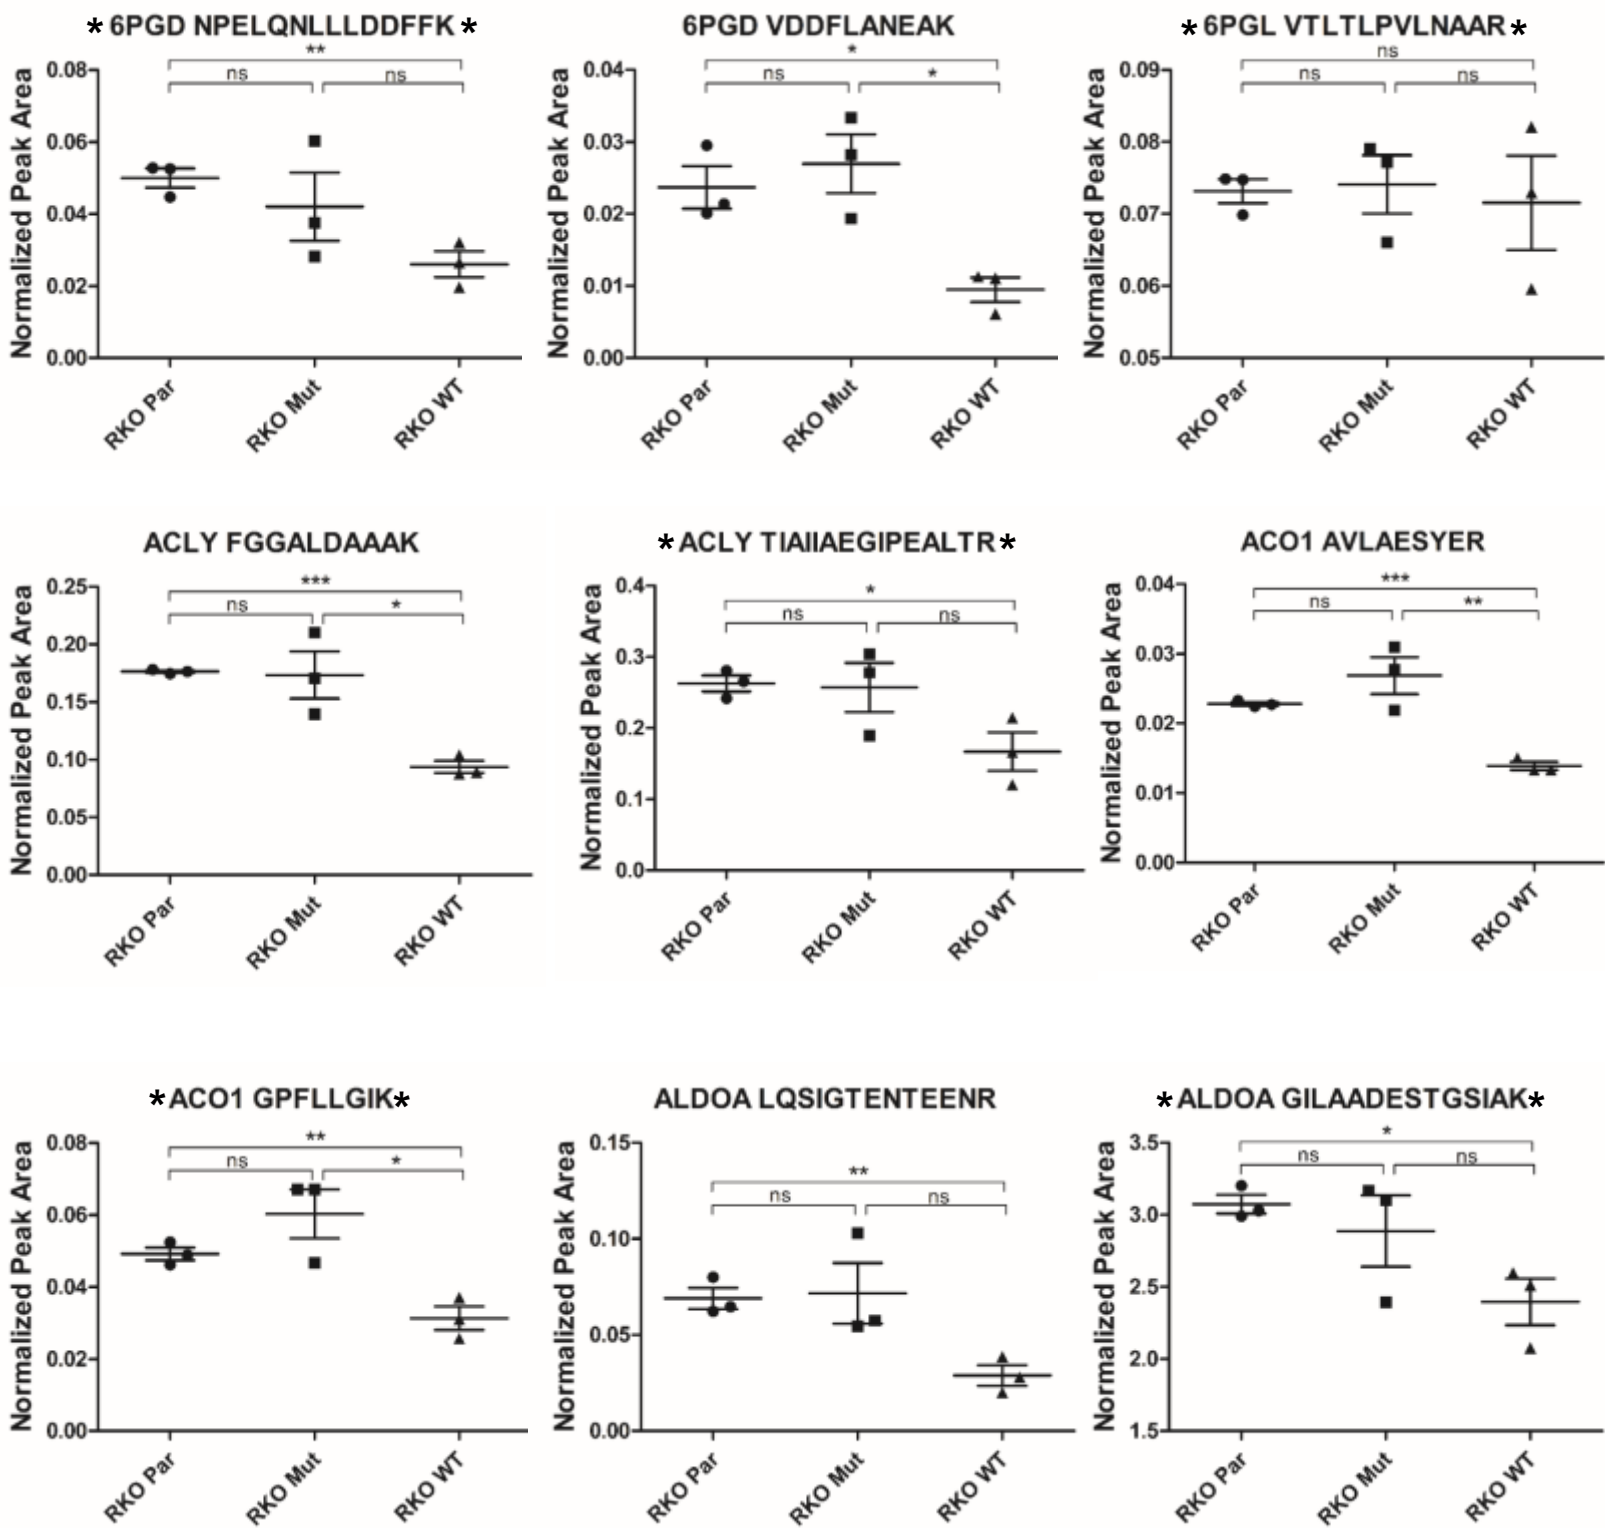 *6PGD NPELQNLLLDDFFK*
**
ns ns
Normalized Peak Area
0.08
0.06
0.04
0.02
0.00
RKO Par
RKO Mut
RKO WT
6PGD VDDFLANEAK
*
ns *
Normalized Peak Area
0.04
0.03
0.02
0.01
0.00
RKO Par
RKO Mut
RKO WT
*6PGL VTLTLPVLNAAR*
ns
ns ns
Normalized Peak Area
0.09
0.08
0.07
0.06
0.05
RKO Par
RKO Mut
RKO WT
ACLY FGGALDAAAK
***
ns *
Normalized Peak Area
0.25
0.20
0.15
0.10
0.05
0.00
RKO Par
RKO Mut
RKO WT
*ACLY TIAIIAEGIPEALTR*
*
ns ns
Normalized Peak Area
0.4
0.3
0.2
0.1
0.0
RKO Par
RKO Mut
RKO WT
ACO1 AVLAESYER
***
ns **
Normalized Peak Area
0.04
0.03
0.02
0.01
0.00
RKO Par
RKO Mut
RKO WT
*ACO1 GPFLLGIK*
**
ns *
Normalized Peak Area
0.08
0.06
0.04
0.02
0.00
RKO Par
RKO Mut
RKO WT
ALDOA LQSIGTENTEENR
**
ns ns
Normalized Peak Area
0.15
0.10
0.05
0.00
RKO Par
RKO Mut
RKO WT
*ALDOA GILAADESTGSIAK*
*
ns ns
Normalized Peak Area
3.5
3.0
2.5
2.0
1.5
RKO Par
RKO Mut
RKO WT